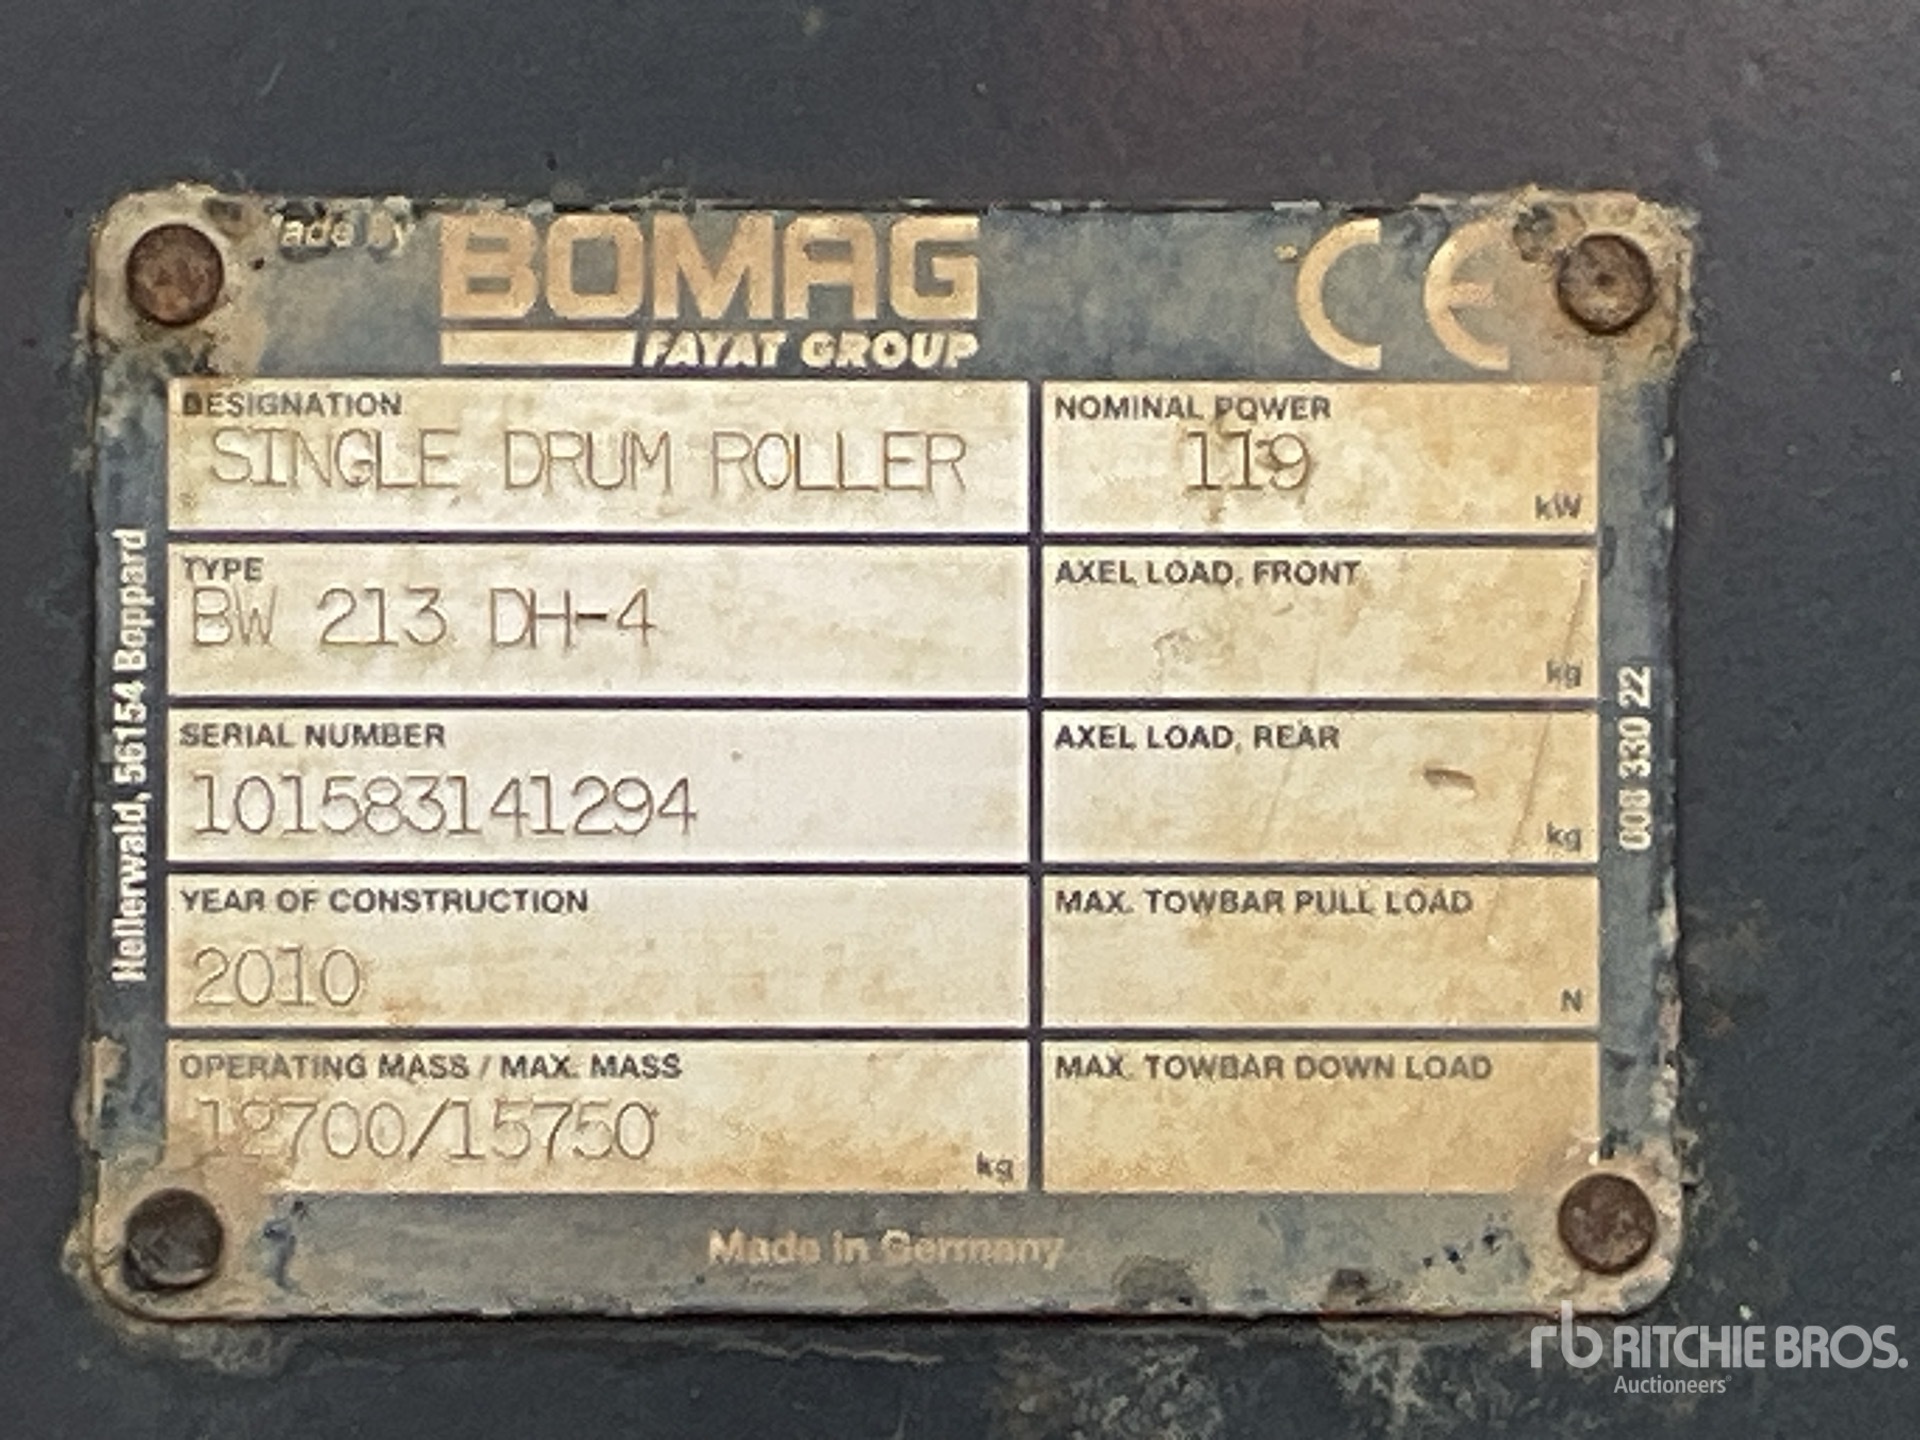 Made by BOMAG
FAYAT GROUP
CE
DESIGNATION
SINGLE DRUM ROLLER
NOMINAL POWER
119
kW
TYPE
BW 213 DH-4
AXEL LOAD, FRONT
kg
SERIAL NUMBER
101583141294
AXEL LOAD, REAR
kg
YEAR OF CONSTRUCTION
2010
MAX. TOWBAR PULL LOAD
N
OPERATING MASS / MAX. MASS
12700/15750
kg
MAX. TOWBAR DOWN LOAD
Made in Germany
Hellerwald, 56154 Boppard
008 330 22
rb RITCHIE BROS.
Auctioneers